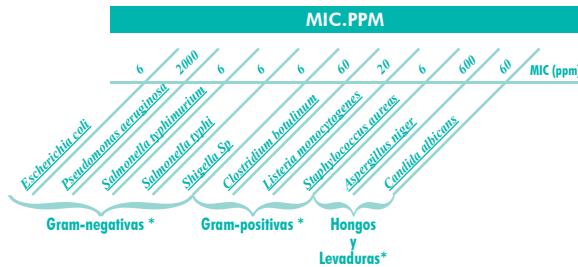 MIC.PPM
6 2000 6 6 6 60 20 6 600 60 MIC (ppm)
Escherichia coli
Pseudomonas aeruginosa
Salmonella typhimurium
Salmonella typhi
Shigella Sp
Clostridium botulinum
Listeria monocytogenes
Staphylococcus aureas
Aspergillus niger
Candida albicans
Gram-negativas * Gram-positivas * Hongos
y
Levaduras*